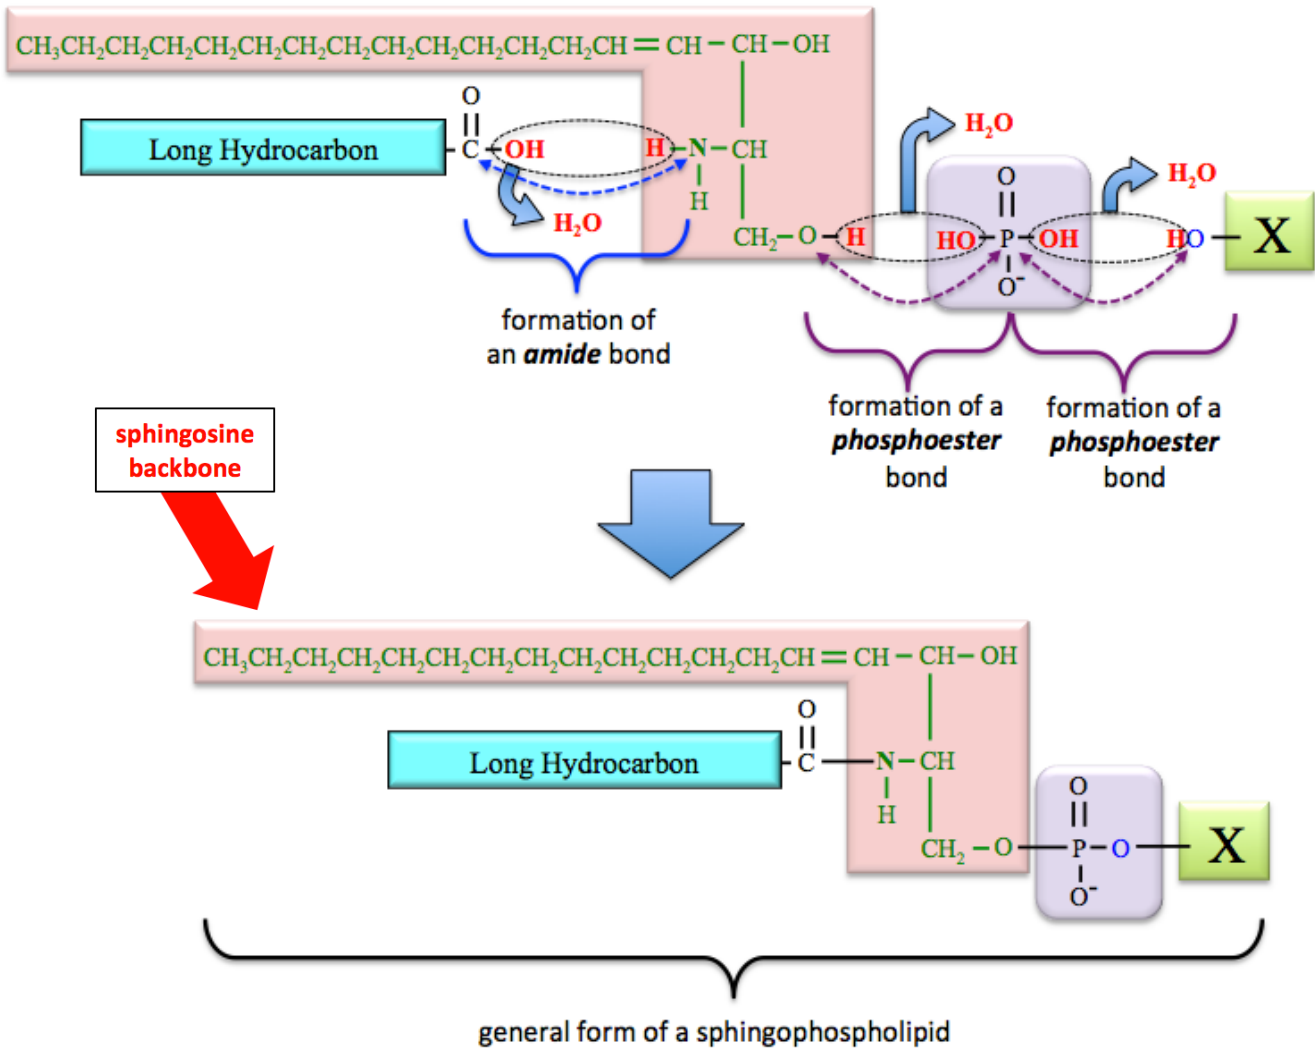 CH₃CH₂CH₂CH₂CH₂CH₂CH₂CH₂CH₂CH₂CH₂CH₂CH₂CH=CH–CH–OH
O
Long Hydrocarbon
C
OH
H
N–CH
H
H₂O
CH₂–O
H
H₂O
O
HO
P
OH
O⁻
H₂O
HO
X
formation of
an amide bond
formation of a
phosphoester
bond
formation of a
phosphoester
bond
sphingosine
backbone
CH₃CH₂CH₂CH₂CH₂CH₂CH₂CH₂CH₂CH₂CH₂CH₂CH₂CH=CH–CH–OH
O
Long Hydrocarbon
C
N–CH
H
CH₂–O
O
P–O
O⁻
X
general form of a sphingophospholipid